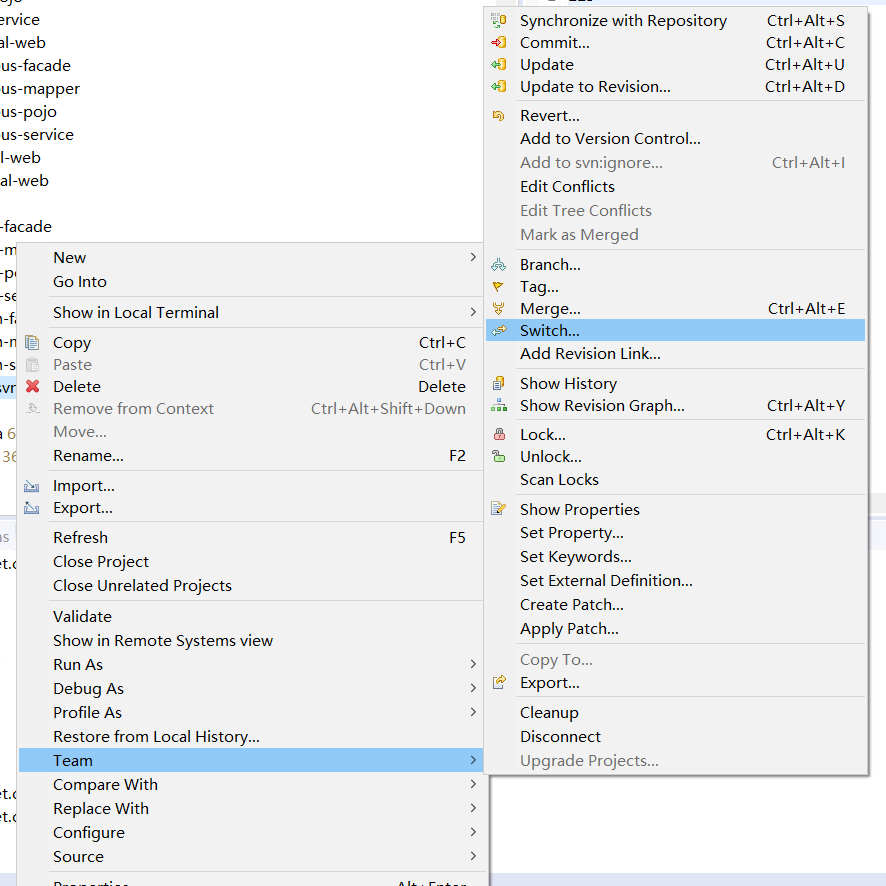 ervice
al-web
us-facade
us-mapper
us-pojo
us-service
l-web
al-web
-facade
New
Go Into
Show in Local Terminal
Copy Ctrl+C
Paste Ctrl+V
Delete Delete
Remove from Context Ctrl+Alt+Shift+Down
Move...
Rename... F2
Import...
Export...
Refresh F5
Close Project
Close Unrelated Projects
Validate
Show in Remote Systems view
Run As
Debug As
Profile As
Restore from Local History...
Team
Compare With
Replace With
Configure
Source
Properties Alt+Enter
Synchronize with Repository Ctrl+Alt+S
Commit... Ctrl+Alt+C
Update Ctrl+Alt+U
Update to Revision... Ctrl+Alt+D
Revert...
Add to Version Control...
Add to svn:ignore... Ctrl+Alt+I
Edit Conflicts
Edit Tree Conflicts
Mark as Merged
Branch...
Tag...
Merge... Ctrl+Alt+E
Switch...
Add Revision Link...
Show History
Show Revision Graph... Ctrl+Alt+Y
Lock... Ctrl+Alt+K
Unlock...
Scan Locks
Show Properties
Set Property...
Set Keywords...
Set External Definition...
Create Patch...
Apply Patch...
Copy To...
Export...
Cleanup
Disconnect
Upgrade Projects...